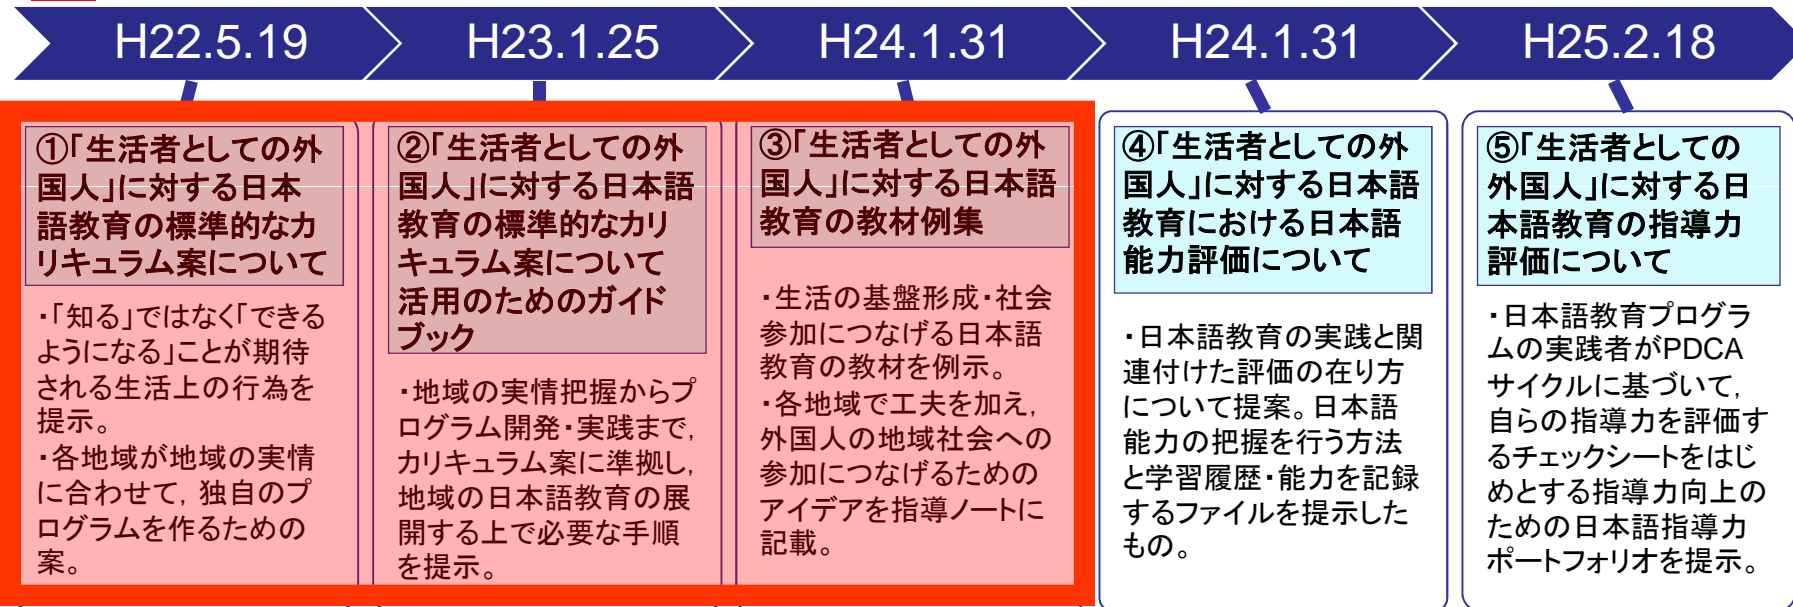 H22.5.19
H23.1.25
H24.1.31
H24.1.31
H25.2.18
①「生活者としての外
国人」に対する日本
語教育の標準的なカ
リキュラム案について
・「知る」ではなく「できる
ようになる」ことが期待
される生活上の行為を
提示。
・各地域が地域の実情
に合わせて，独自のプ
ログラムを作るための
案。
②「生活者としての外
国人」に対する日本語
教育の標準的なカリ
キュラム案について
活用のためのガイド
ブック
・地域の実情把握からプ
ログラム開発・実践まで，
カリキュラム案に準拠し，
地域の日本語教育の展
開する上で必要な手順
を提示。
③「生活者としての外
国人」に対する日本語
教育の教材例集
・生活の基盤形成・社会
参加につなげる日本語
教育の教材を例示。
・各地域で工夫を加え，
外国人の地域社会への
参加につなげるための
アイデアを指導ノートに
記載。
④「生活者としての外
国人」に対する日本語
教育における日本語
能力評価について
・日本語教育の実践と関
連付けた評価の在り方
について提案。日本語
能力の把握を行う方法
と学習履歴・能力を記録
するファイルを提示した
もの。
⑤「生活者としての
外国人」に対する日
本語教育の指導力
評価について
・日本語教育プログラ
ムの実践者がPDCA
サイクルに基づいて，
自らの指導力を評価す
るチェックシートをはじ
めとする指導力向上の
ための日本語指導力
ポートフォリオを提示。